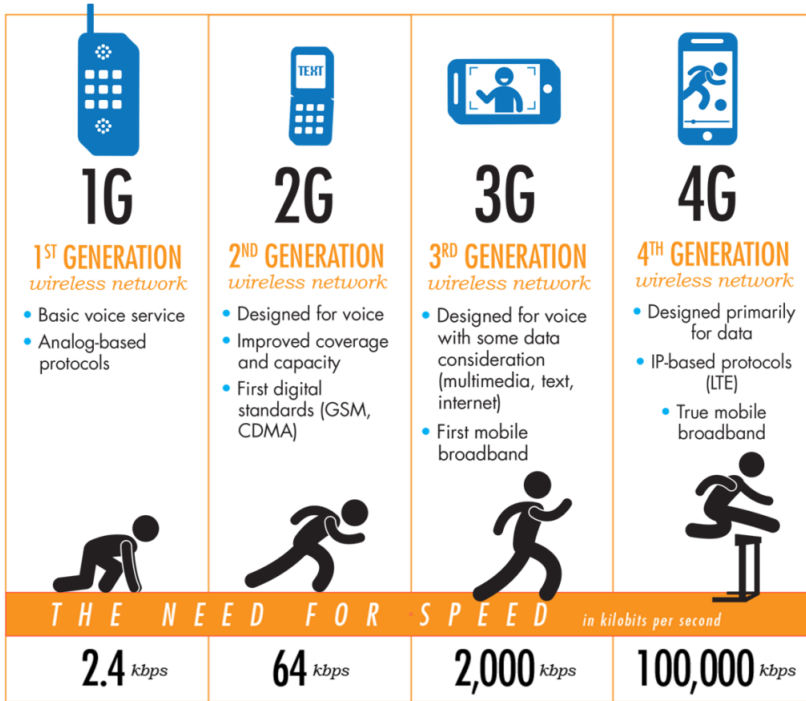 TEXT
1G
1ST GENERATION
wireless network
• Basic voice service
• Analog-based
protocols
2G
2ND GENERATION
wireless network
• Designed for voice
• Improved coverage
and capacity
• First digital
standards (GSM,
CDMA)
3G
3RD GENERATION
wireless network
• Designed for voice
with some data
consideration
(multimedia, text,
internet)
• First mobile
broadband
4G
4TH GENERATION
wireless network
• Designed primarily
for data
• IP-based protocols
(LTE)
• True mobile
broadband
THE NEED FOR SPEED in kilobits per second
2.4 kbps
64 kbps
2,000 kbps
100,000 kbps